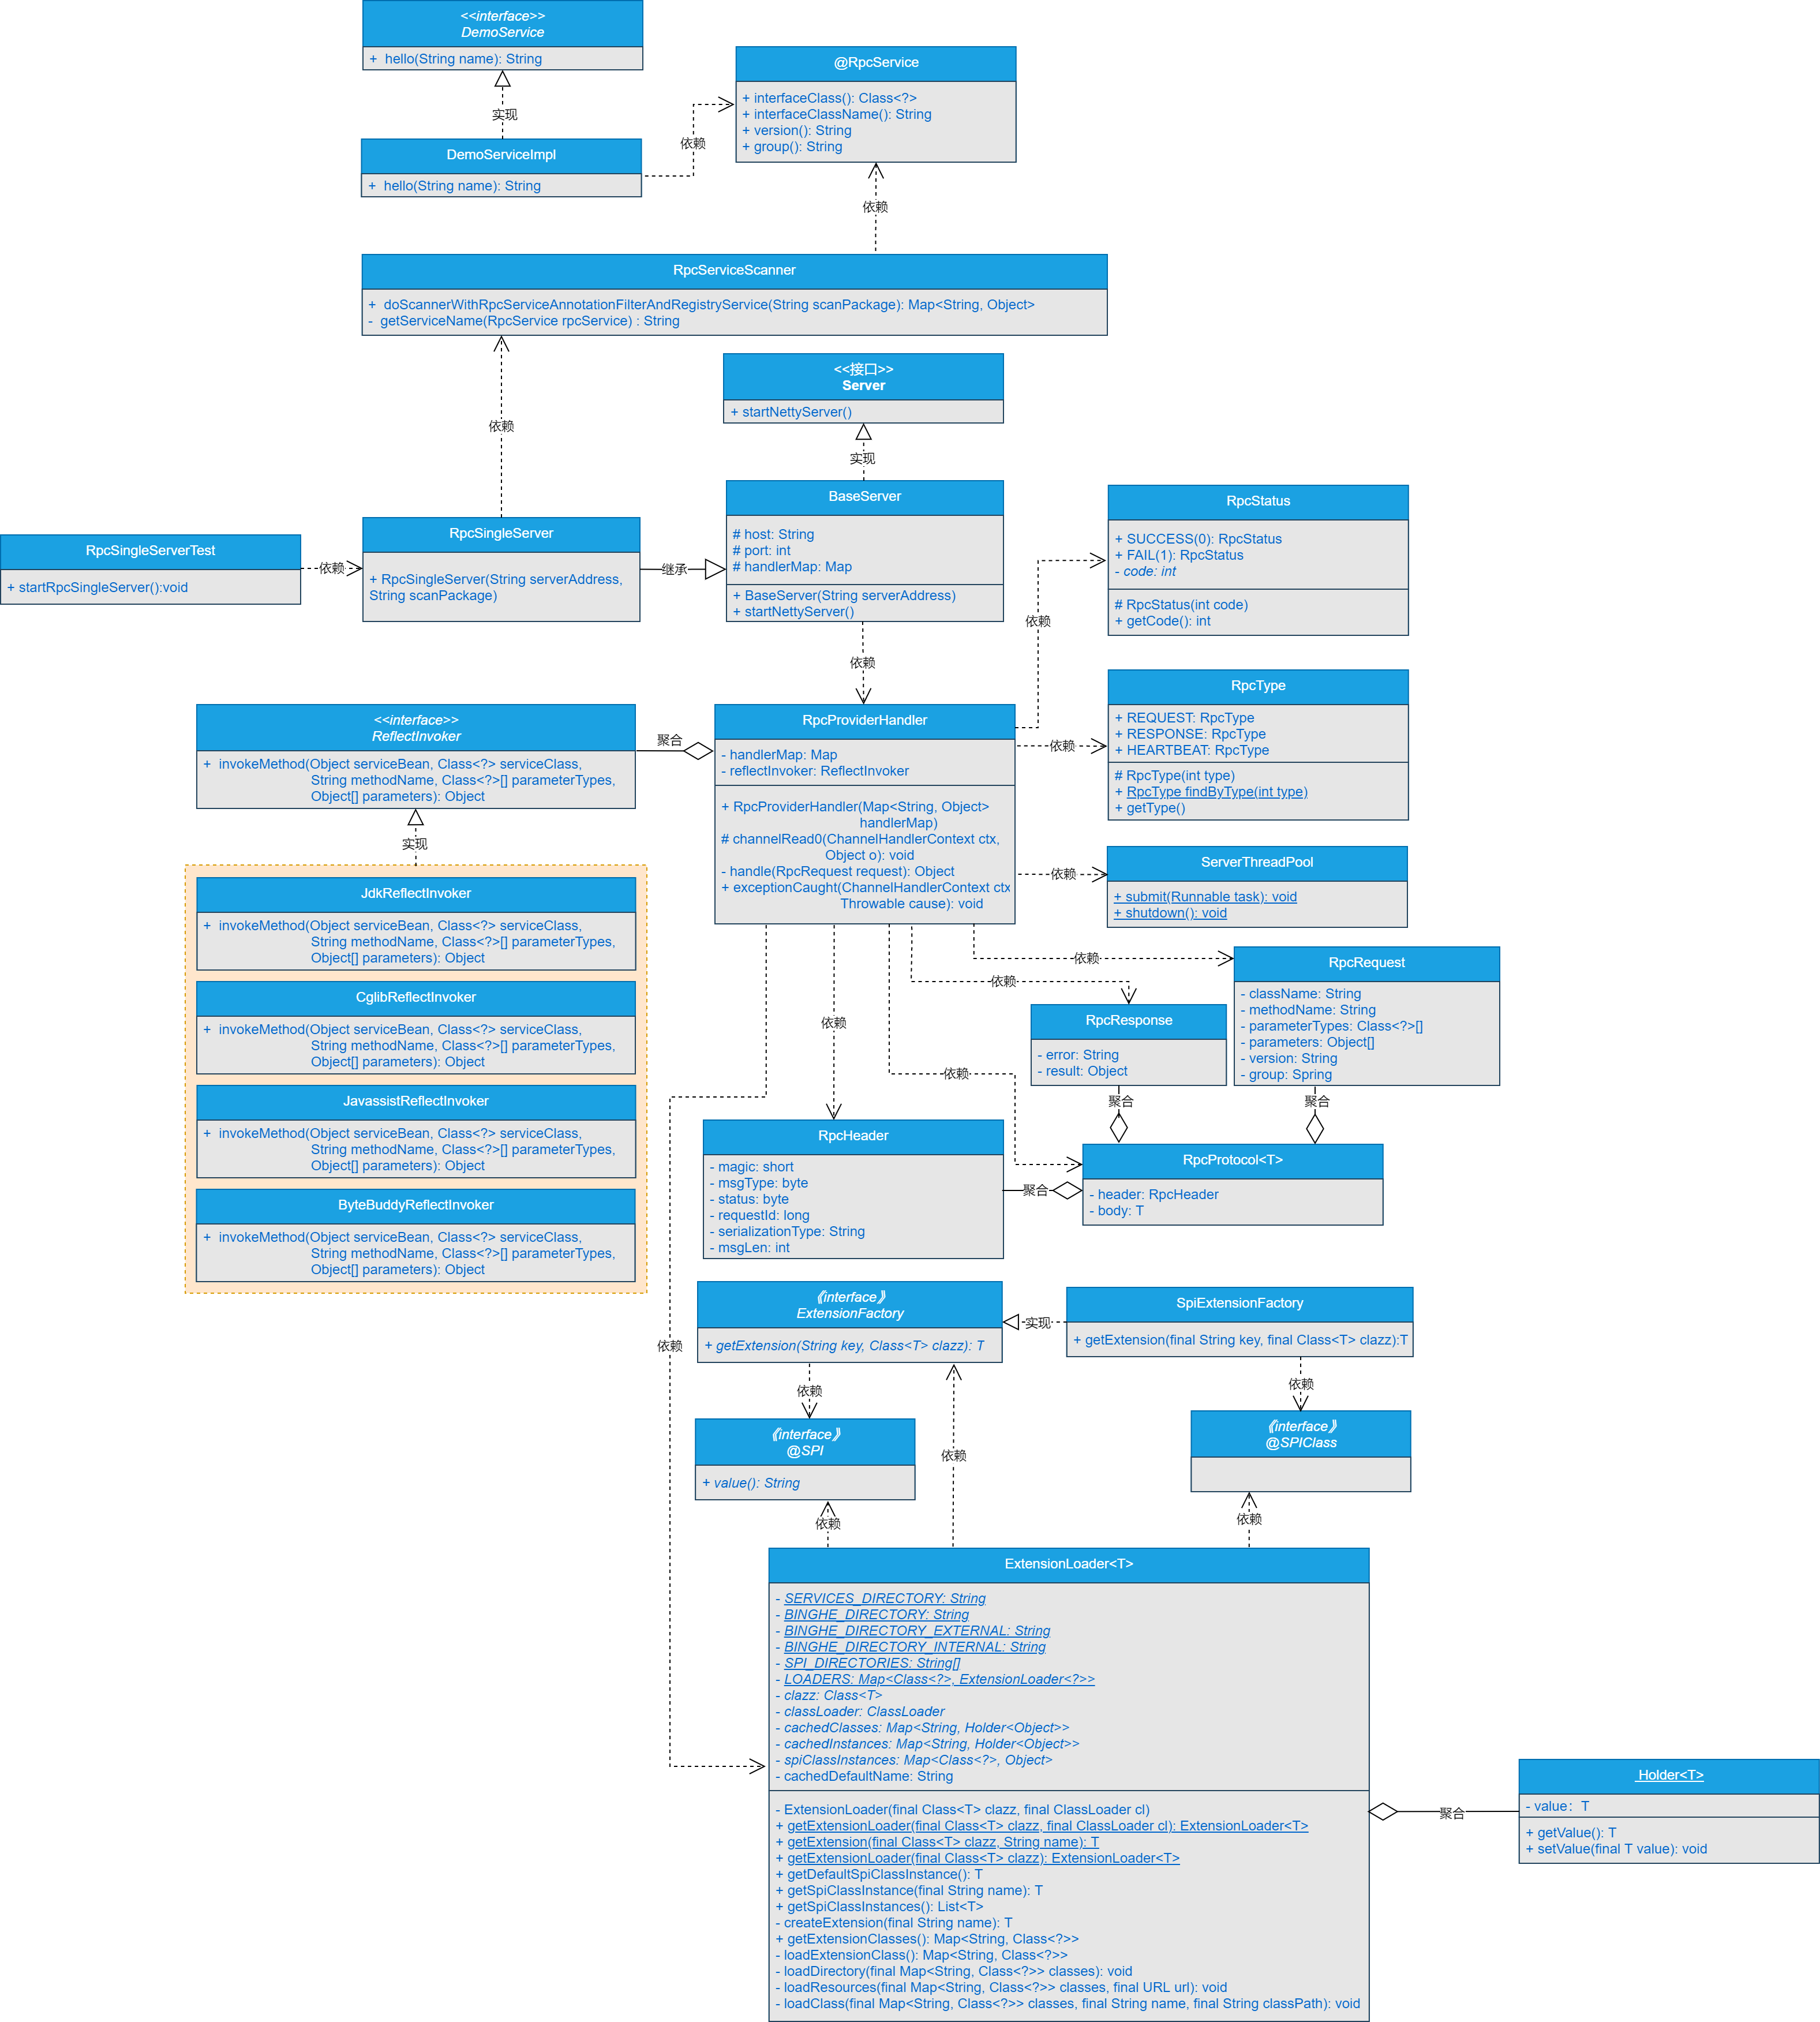 <<interface>>
DemoService
+  hello(String name): String
实现
DemoServiceImpl
+  hello(String name): String
依赖
@RpcService
+ interfaceClass(): Class<?>
+ interfaceClassName(): String
+ version(): String
+ group(): String
依赖
RpcServiceScanner
+  doScannerWithRpcServiceAnnotationFilterAndRegistryService(String scanPackage): Map<String, Object>
-  getServiceName(RpcService rpcService) : String
依赖
<<接口>>
Server
+ startNettyServer()
实现
RpcSingleServerTest
+ startRpcSingleServer():void
依赖
RpcSingleServer
+ RpcSingleServer(String serverAddress,
String scanPackage)
继承
BaseServer
# host: String
# port: int
# handlerMap: Map
+ BaseServer(String serverAddress)
+ startNettyServer()
依赖
RpcStatus
+ SUCCESS(0): RpcStatus
+ FAIL(1): RpcStatus
- code: int
# RpcStatus(int code)
+ getCode(): int
依赖
RpcType
+ REQUEST: RpcType
+ RESPONSE: RpcType
+ HEARTBEAT: RpcType
# RpcType(int type)
+ RpcType findByType(int type)
+ getType()
依赖
<<interface>>
ReflectInvoker
+  invokeMethod(Object serviceBean, Class<?> serviceClass,
String methodName, Class<?>[] parameterTypes,
Object[] parameters): Object
聚合
RpcProviderHandler
- handlerMap: Map
- reflectInvoker: ReflectInvoker
+ RpcProviderHandler(Map<String, Object>
handlerMap)
# channelRead0(ChannelHandlerContext ctx,
Object o): void
- handle(RpcRequest request): Object
+ exceptionCaught(ChannelHandlerContext ctx
Throwable cause): void
依赖
ServerThreadPool
+ submit(Runnable task): void
+ shutdown(): void
实现
JdkReflectInvoker
+  invokeMethod(Object serviceBean, Class<?> serviceClass,
String methodName, Class<?>[] parameterTypes,
Object[] parameters): Object
CglibReflectInvoker
+  invokeMethod(Object serviceBean, Class<?> serviceClass,
String methodName, Class<?>[] parameterTypes,
Object[] parameters): Object
JavassistReflectInvoker
+  invokeMethod(Object serviceBean, Class<?> serviceClass,
String methodName, Class<?>[] parameterTypes,
Object[] parameters): Object
ByteBuddyReflectInvoker
+  invokeMethod(Object serviceBean, Class<?> serviceClass,
String methodName, Class<?>[] parameterTypes,
Object[] parameters): Object
依赖
RpcRequest
- className: String
- methodName: String
- parameterTypes: Class<?>[]
- parameters: Object[]
- version: String
- group: Spring
依赖
RpcResponse
- error: String
- result: Object
依赖
依赖
聚合
聚合
RpcHeader
- magic: short
- msgType: byte
- status: byte
- requestId: long
- serializationType: String
- msgLen: int
聚合
RpcProtocol<T>
- header: RpcHeader
- body: T
依赖
《interface》
ExtensionFactory
+ getExtension(String key, Class<T> clazz): T
实现
SpiExtensionFactory
+ getExtension(final String key, final Class<T> clazz):T
依赖
依赖
《interface》
@SPI
+ value(): String
依赖
《interface》
@SPIClass
依赖
依赖
ExtensionLoader<T>
- SERVICES_DIRECTORY: String
- BINGHE_DIRECTORY: String
- BINGHE_DIRECTORY_EXTERNAL: String
- BINGHE_DIRECTORY_INTERNAL: String
- SPI_DIRECTORIES: String[]
- LOADERS: Map<Class<?>, ExtensionLoader<?>>
- clazz: Class<T>
- classLoader: ClassLoader
- cachedClasses: Map<String, Holder<Object>>
- cachedInstances: Map<String, Holder<Object>>
- spiClassInstances: Map<Class<?>, Object>
- cachedDefaultName: String
- ExtensionLoader(final Class<T> clazz, final ClassLoader cl)
+ getExtensionLoader(final Class<T> clazz, final ClassLoader cl): ExtensionLoader<T>
+ getExtension(final Class<T> clazz, String name): T
+ getExtensionLoader(final Class<T> clazz): ExtensionLoader<T>
+ getDefaultSpiClassInstance(): T
+ getSpiClassInstance(final String name): T
+ getSpiClassInstances(): List<T>
- createExtension(final String name): T
+ getExtensionClasses(): Map<String, Class<?>>
- loadExtensionClass(): Map<String, Class<?>>
- loadDirectory(final Map<String, Class<?>> classes): void
- loadResources(final Map<String, Class<?>> classes, final URL url): void
- loadClass(final Map<String, Class<?>> classes, final String name, final String classPath): void
聚合
Holder<T>
- value：T
+ getValue(): T
+ setValue(final T value): void